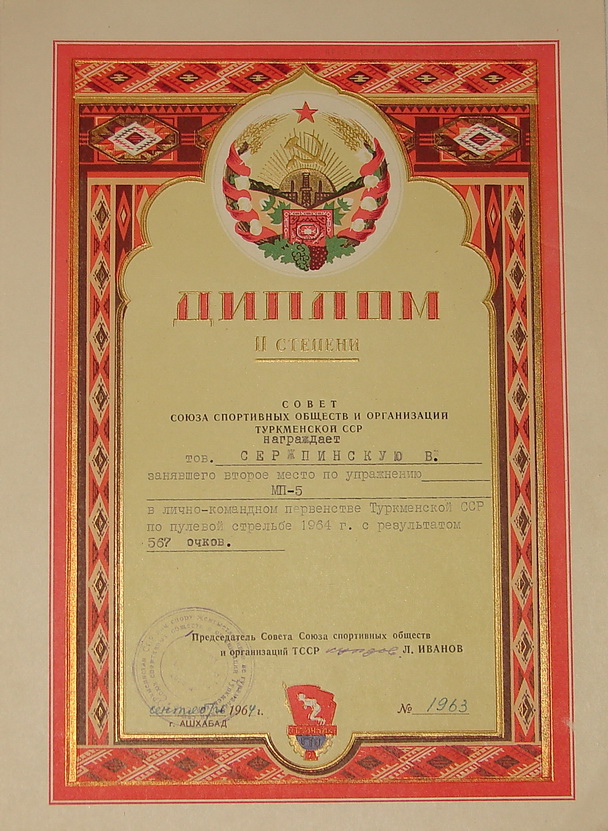 ДИПЛОМ
II СТЕПЕНИ
СОВЕТ
СОЮЗА СПОРТИВНЫХ ОБЩЕСТВ И ОРГАНИЗАЦИЙ
ТУРКМЕНСКОЙ ССР
награждает
тов. СЕРЖПИНСКУЮ В.
занявшего второе место по упражнению
МП-5
в лично-командном первенстве Туркменской ССР
по пулевой стрельбе 1964 г. с результатом
567 очков.
Председатель Совета Союза спортивных обществ
и организаций ТССР Л. ИВАНОВ
сентябрь 1964 г. № 1963
г. АШХАБАД